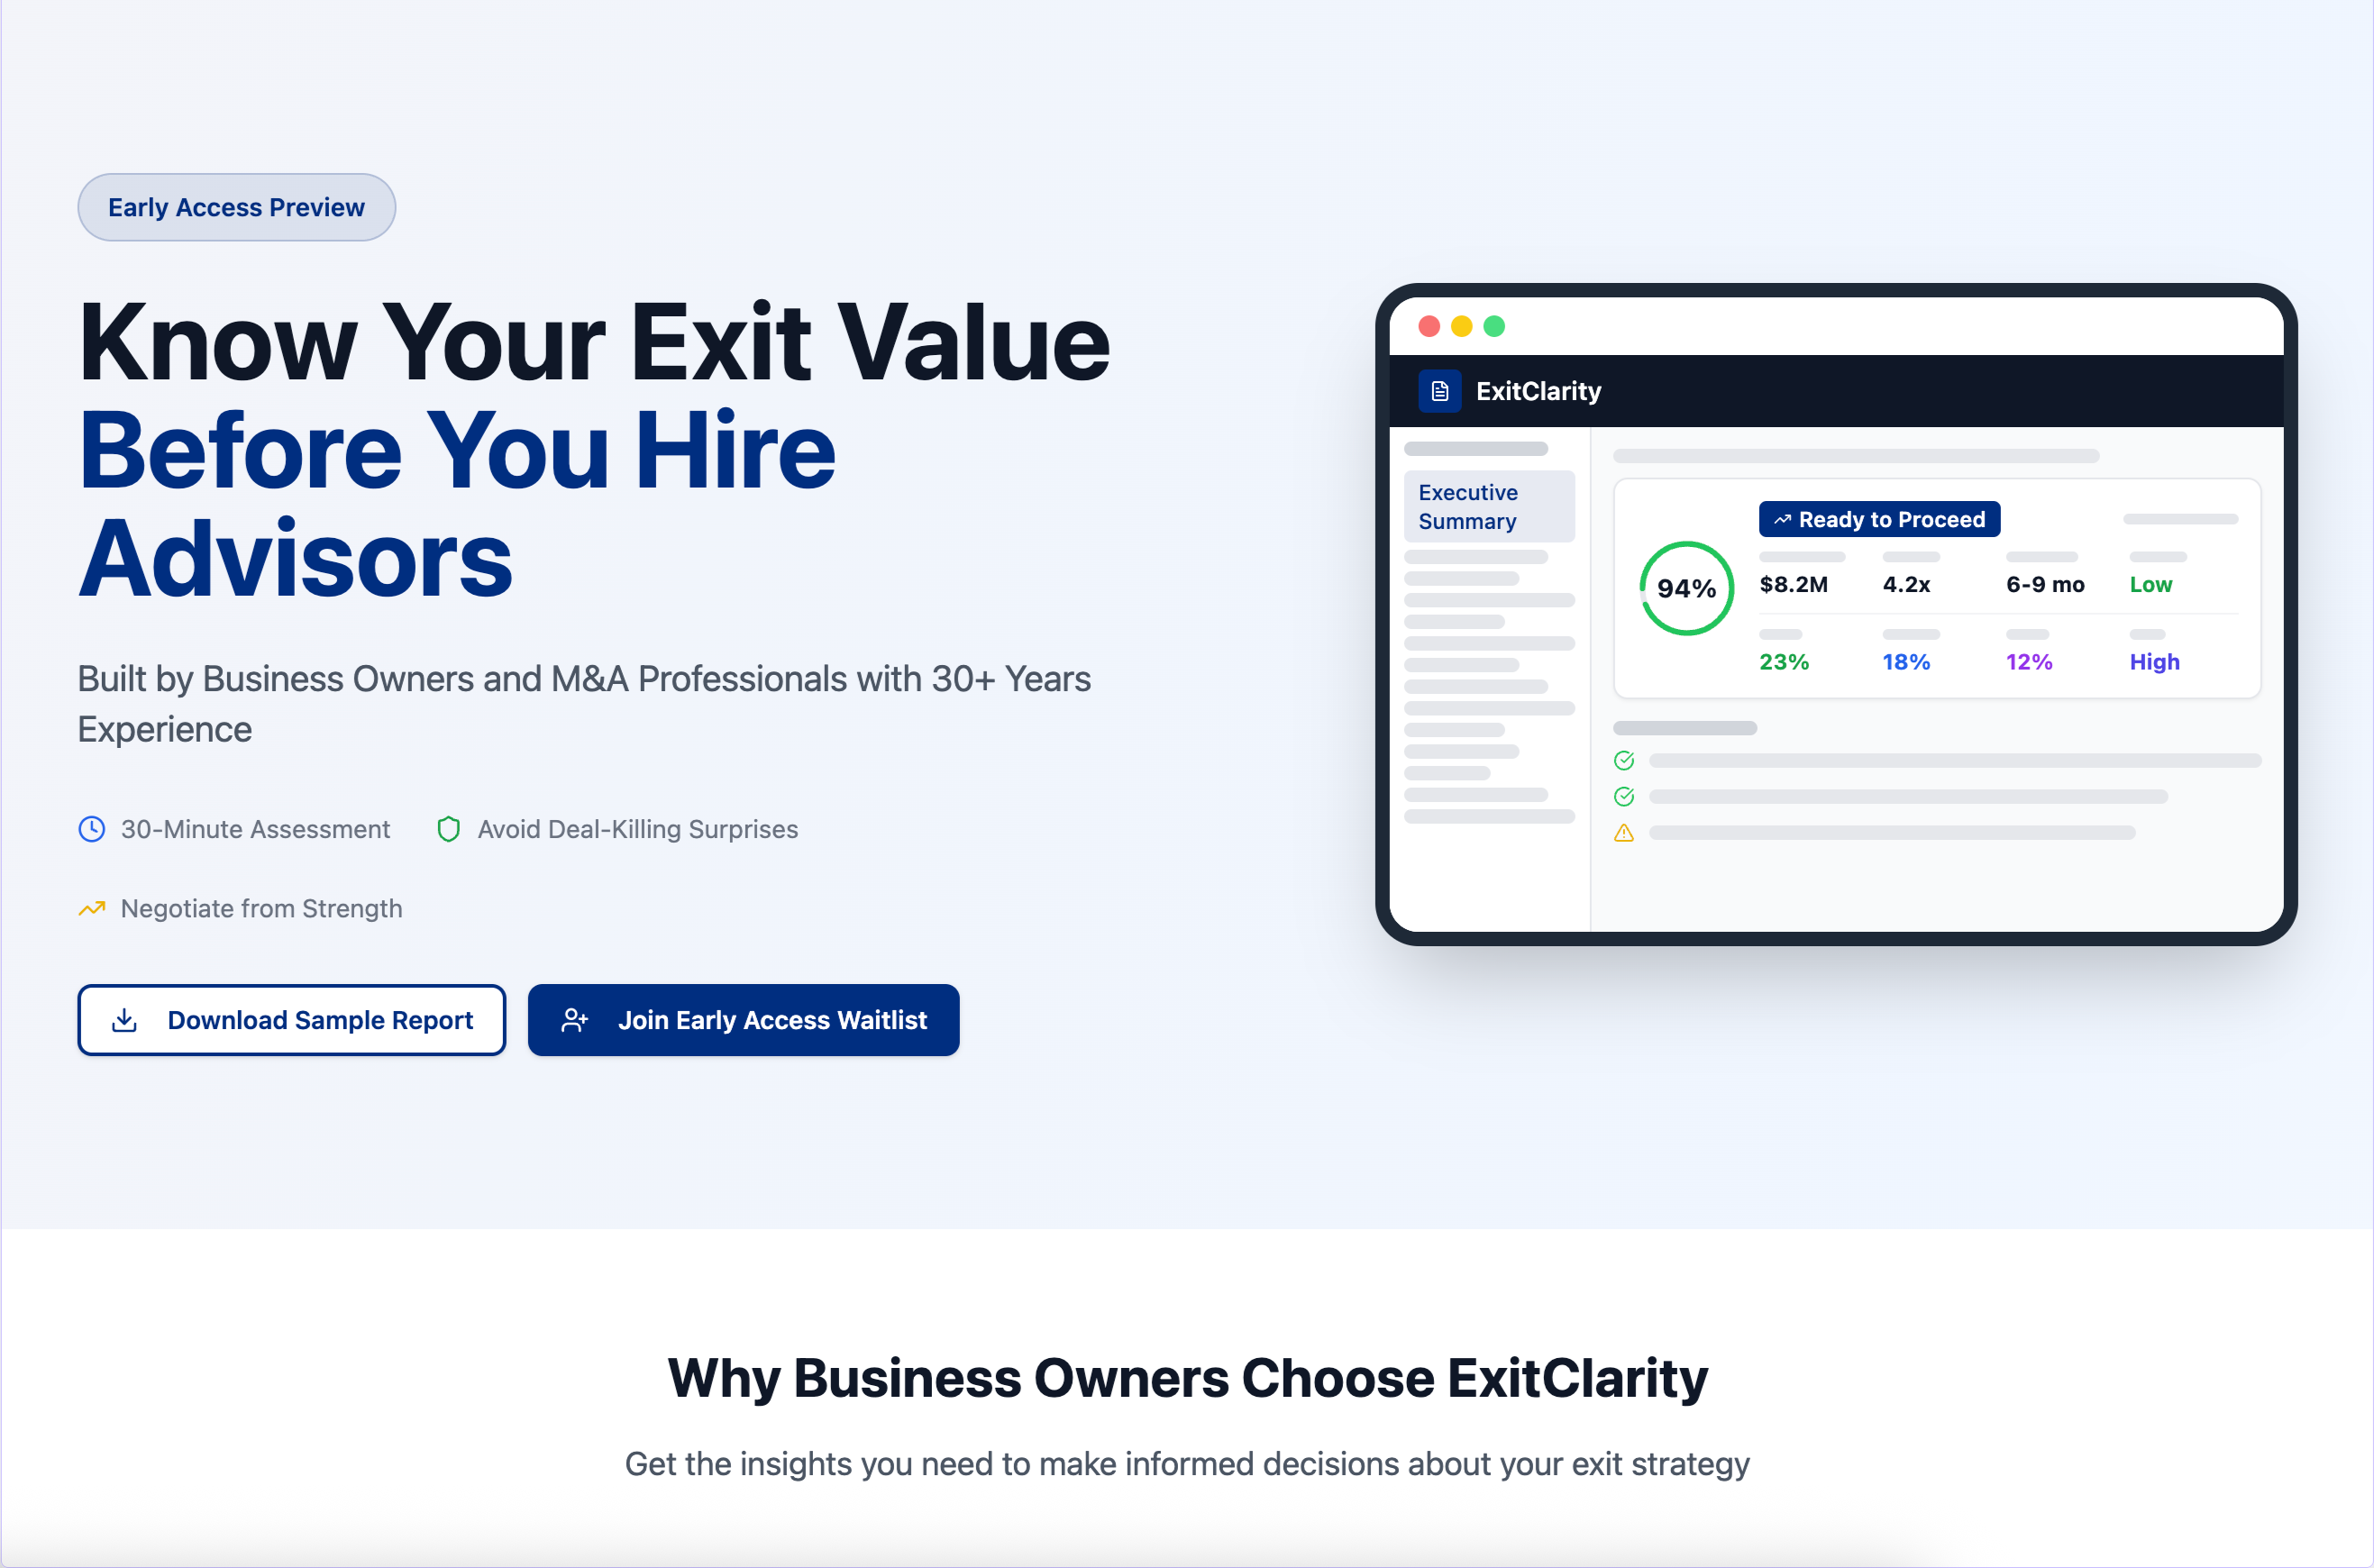 Early Access Preview
Know Your Exit Value
Before You Hire
Advisors
Built by Business Owners and M&A Professionals with 30+ Years
Experience
30-Minute Assessment
Avoid Deal-Killing Surprises
Negotiate from Strength
Download Sample Report
Join Early Access Waitlist
ExitClarity
Executive
Summary
Ready to Proceed
94%
$8.2M
4.2x
6-9 mo
Low
23%
18%
12%
High
Why Business Owners Choose ExitClarity
Get the insights you need to make informed decisions about your exit strategy